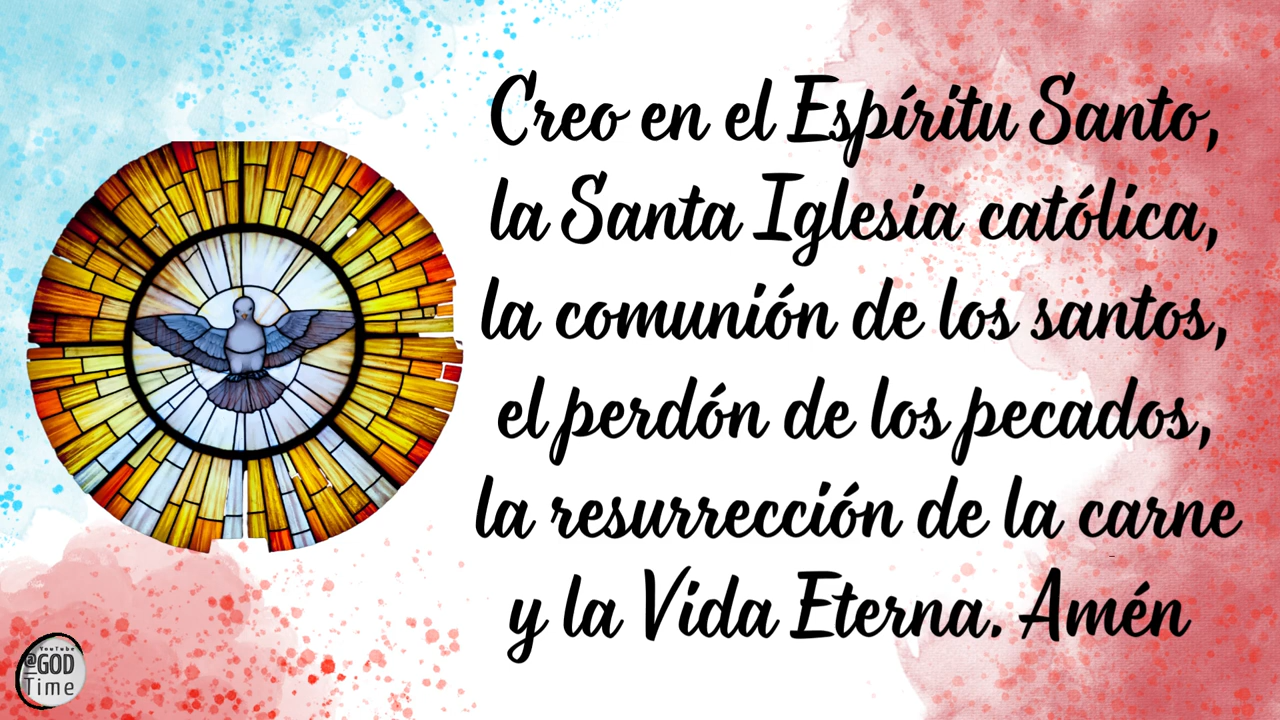 Creo en el Espíritu Santo,
la Santa Iglesia católica,
la comunión de los santos,
el perdón de los pecados,
la resurrección de la carne
y la Vida Eterna. Amén
YouTube
@GOD
Time